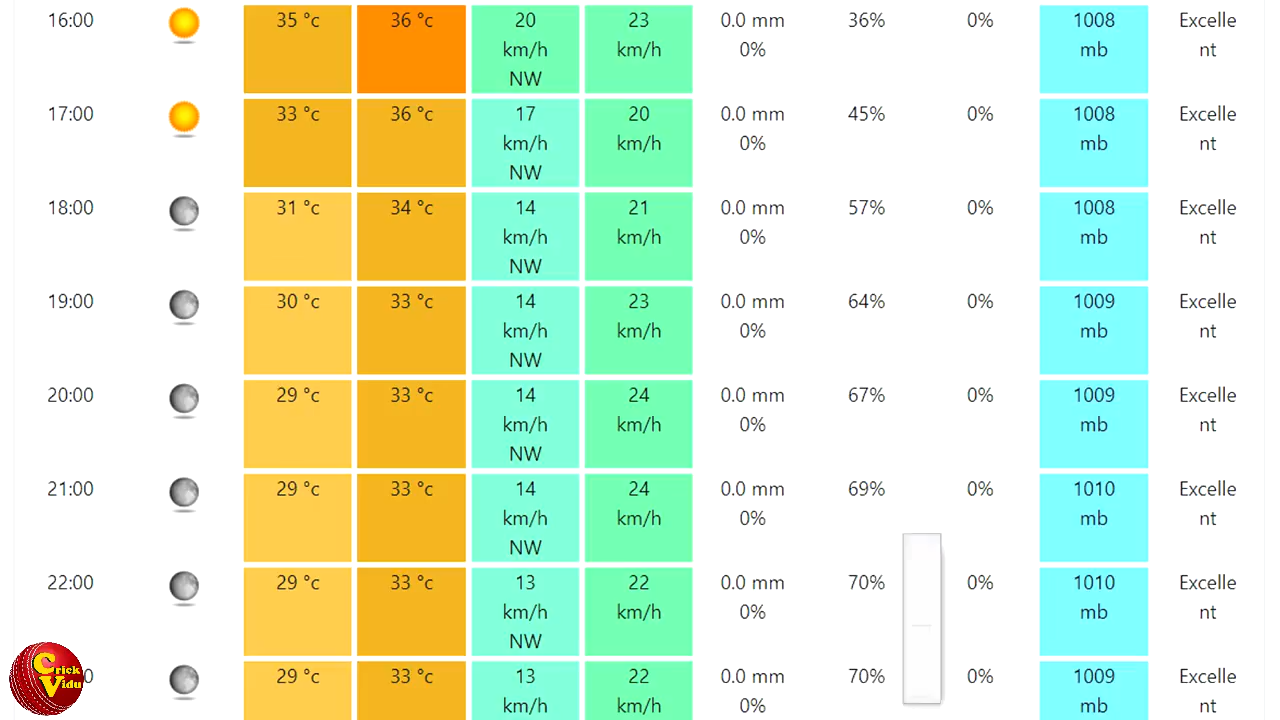 16:00 35 °c 36 °c 20 23 0.0 mm 36% 0% 1008 Excelle
km/h km/h 0% mb nt
NW
17:00 33 °c 36 °c 17 20 0.0 mm 45% 0% 1008 Excelle
km/h km/h 0% mb nt
NW
18:00 31 °c 34 °c 14 21 0.0 mm 57% 0% 1008 Excelle
km/h km/h 0% mb nt
NW
19:00 30 °c 33 °c 14 23 0.0 mm 64% 0% 1009 Excelle
km/h km/h 0% mb nt
NW
20:00 29 °c 33 °c 14 24 0.0 mm 67% 0% 1009 Excelle
km/h km/h 0% mb nt
NW
21:00 29 °c 33 °c 14 24 0.0 mm 69% 0% 1010 Excelle
km/h km/h 0% mb nt
NW
22:00 29 °c 33 °c 13 22 0.0 mm 70% 0% 1010 Excelle
km/h km/h 0% mb nt
NW
0 29 °c 33 °c 13 22 0.0 mm 70% 0% 1009 Excelle
km/h km/h 0% mb nt
Crick
Vidu